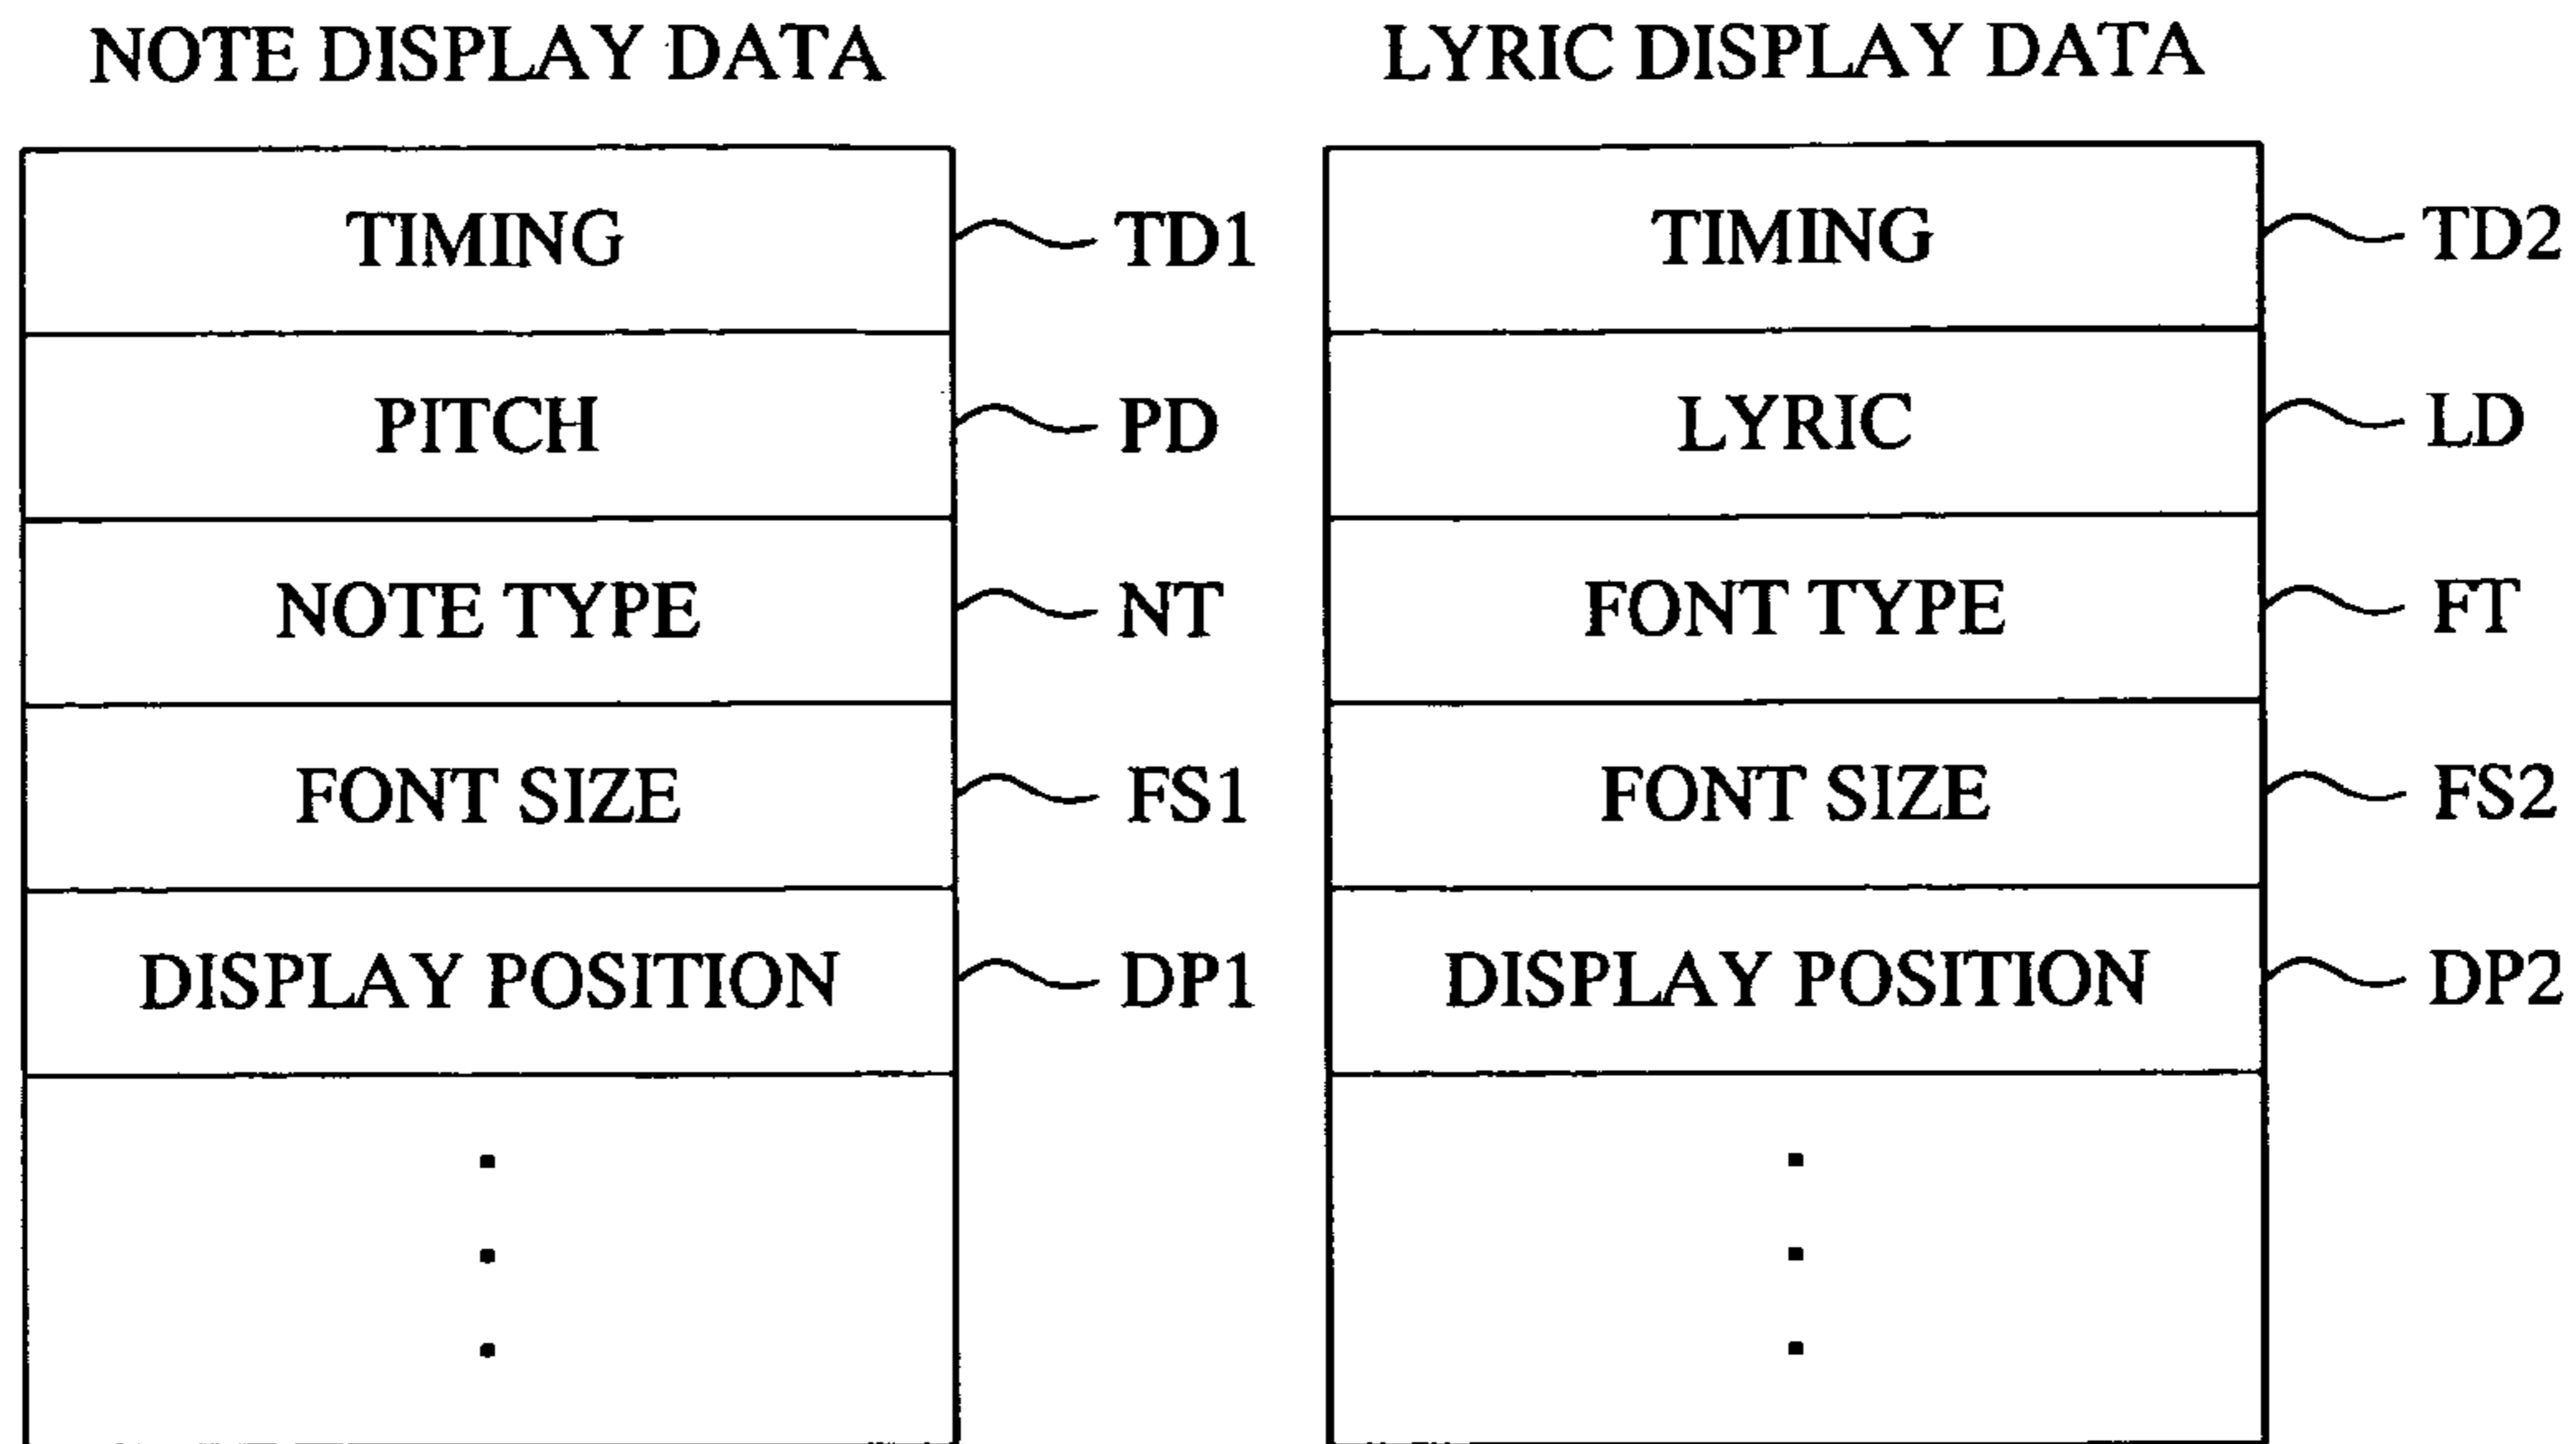 NOTE DISPLAY DATA
TIMING TD1
PITCH PD
NOTE TYPE NT
FONT SIZE FS1
DISPLAY POSITION DP1
LYRIC DISPLAY DATA
TIMING TD2
LYRIC LD
FONT TYPE FT
FONT SIZE FS2
DISPLAY POSITION DP2